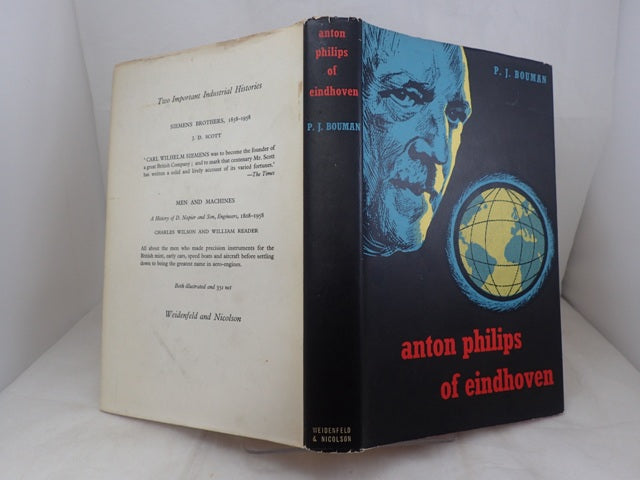 Two Important Industrial Histories
SIEMENS BROTHERS, 1858-1958
J. D. SCOTT
'CARL WILHELM SIEMENS was to become the founder of
a great British Company; and to mark that centenary Mr. Scott
has written a solid and lively account of its varied fortunes.'
—The Times
MEN AND MACHINES
A History of D. Napier and Son, Engineers, 1808-1958
CHARLES WILSON AND WILLIAM READER
All about the men who made precision instruments for the
British mint, early cars, speed boats and aircraft before settling
down to being the greatest name in aero-engines.
Both illustrated and 35s net
Weidenfeld and Nicolson
anton
philips
of
eindhoven
P. J. BOUMAN
WEIDENFELD
& NICOLSON
P. J. BOUMAN
anton philips
of eindhoven